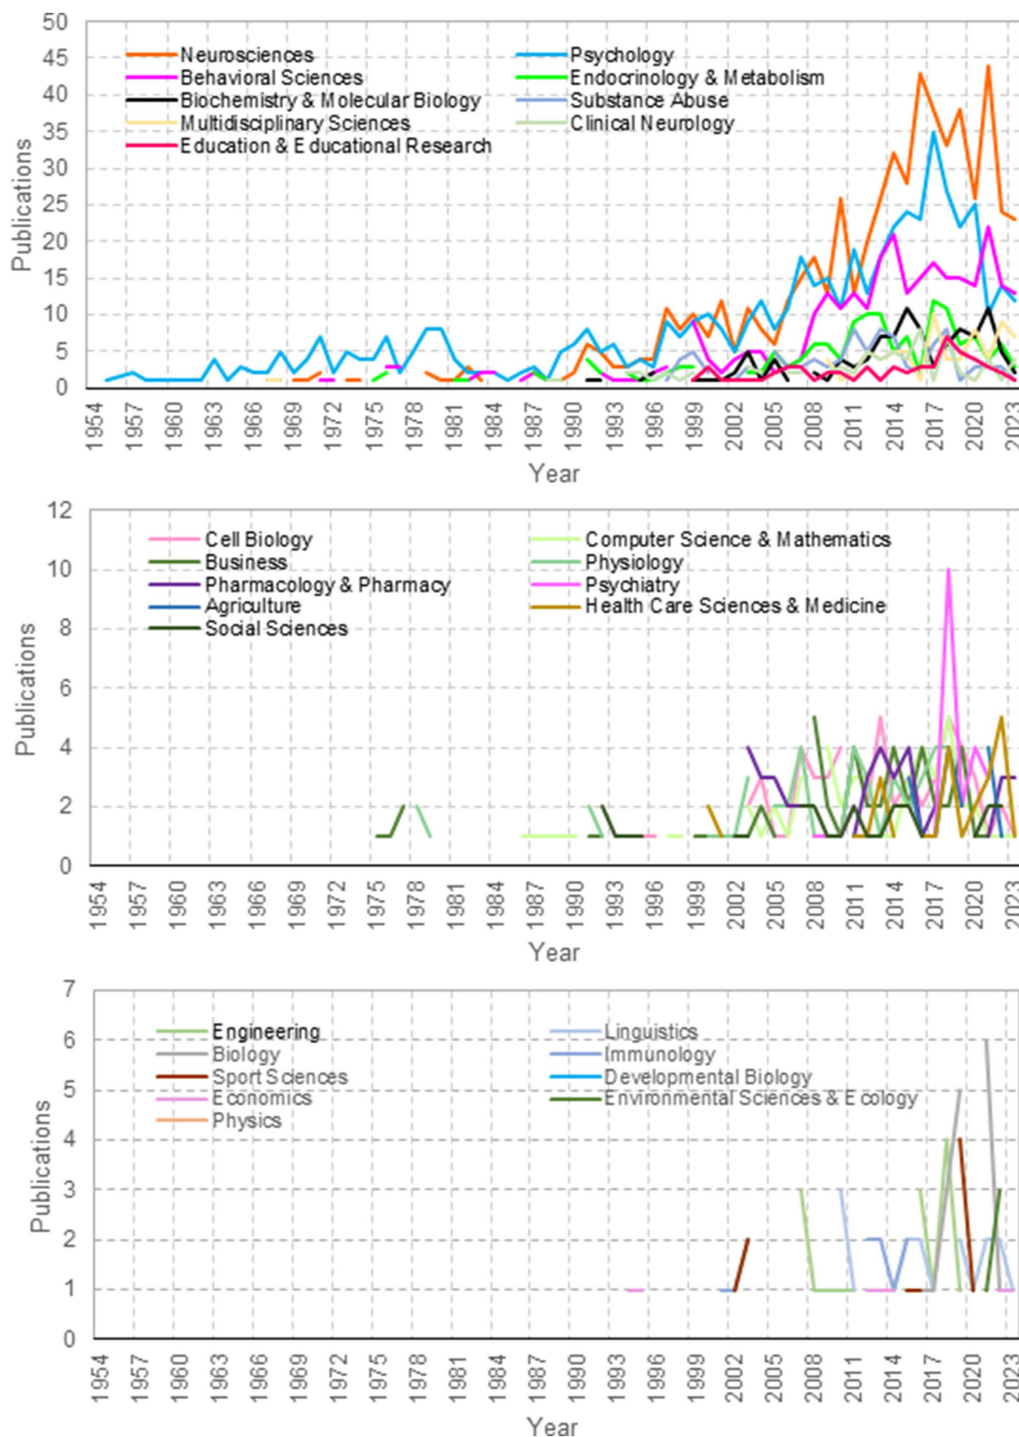 50
45
40
35
30
25
20
15
10
5
0
Publications
Neurosciences Psychology
Behavioral Sciences Endocrinology & Metabolism
Biochemistry & Molecular Biology Substance Abuse
Multidisciplinary Sciences Clinical Neurology
Education & Educational Research
1954 1957 1960 1963 1966 1969 1972 1975 1978 1981 1984 1987 1990 1993 1996 1999 2002 2005 2008 2011 2014 2017 2020 2023
Year
12
10
8
6
4
2
0
Publications
Cell Biology Computer Science & Mathematics
Business Physiology
Pharmacology & Pharmacy Psychiatry
Agriculture Health Care Sciences & Medicine
Social Sciences
1954 1957 1960 1963 1966 1969 1972 1975 1978 1981 1984 1987 1990 1993 1996 1999 2002 2005 2008 2011 2014 2017 2020 2023
Year
7
6
5
4
3
2
1
0
Publications
Engineering Linguistics
Biology Immunology
Sport Sciences Developmental Biology
Economics Environmental Sciences & Ecology
Physics
1954 1957 1960 1963 1966 1969 1972 1975 1978 1981 1984 1987 1990 1993 1996 1999 2002 2005 2008 2011 2014 2017 2020 2023
Year